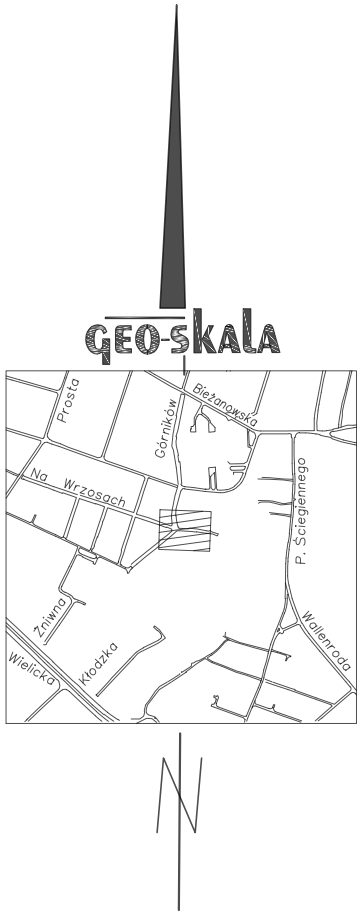 GEO-SKALA
Prosta
Górników
Bieżanowska
Na Wrzosach
P. Ściegiennego
Żniwna
Kłodzka
Wielicka
Wallenroda
N